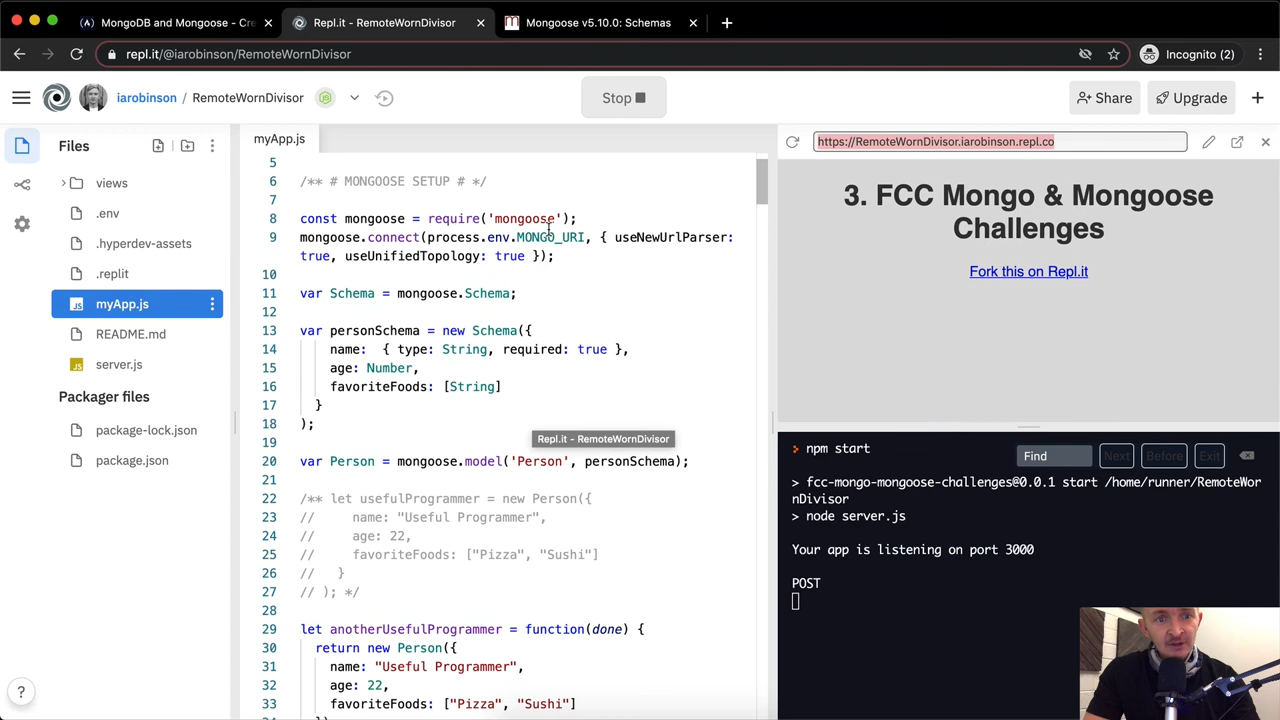 MongoDB and Mongoose - Cre
Repl.it - RemoteWornDivisor
Mongoose v5.10.0: Schemas
repl.it/@iarobinson/RemoteWornDivisor
Incognito (2)
iarobinson / RemoteWornDivisor
Stop
Share
Upgrade
Files
views
.env
.hyperdev-assets
.replit
myApp.js
README.md
server.js
Packager files
package-lock.json
package.json
?
myApp.js
5
6 /** # MONGOOSE SETUP # */
7
8 const mongoose = require('mongoose');
9 mongoose.connect(process.env.MONGO_URI, { useNewUrlParser:
true, useUnifiedTopology: true });
10
11 var Schema = mongoose.Schema;
12
13 var personSchema = new Schema({
14 name:  { type: String, required: true },
15 age: Number,
16 favoriteFoods: [String]
17 }
18 );
19
Repl.it - RemoteWornDivisor
20 var Person = mongoose.model('Person', personSchema);
21
22 /** let usefulProgrammer = new Person({
23 //     name: "Useful Programmer",
24 //     age: 22,
25 //     favoriteFoods: ["Pizza", "Sushi"]
26 //   }
27 // ); */
28
29 let anotherUsefulProgrammer = function(done) {
30 return new Person({
31 name: "Useful Programmer",
32 age: 22,
33 favoriteFoods: ["Pizza", "Sushi"]
https://RemoteWornDivisor.iarobinson.repl.co
3. FCC Mongo & Mongoose
Challenges
Fork this on Repl.it
npm start
Find
Next
Before
Exit
> fcc-mongo-mongoose-challenges@0.0.1 start /home/runner/RemoteWor
nDivisor
> node server.js
Your app is listening on port 3000
POST